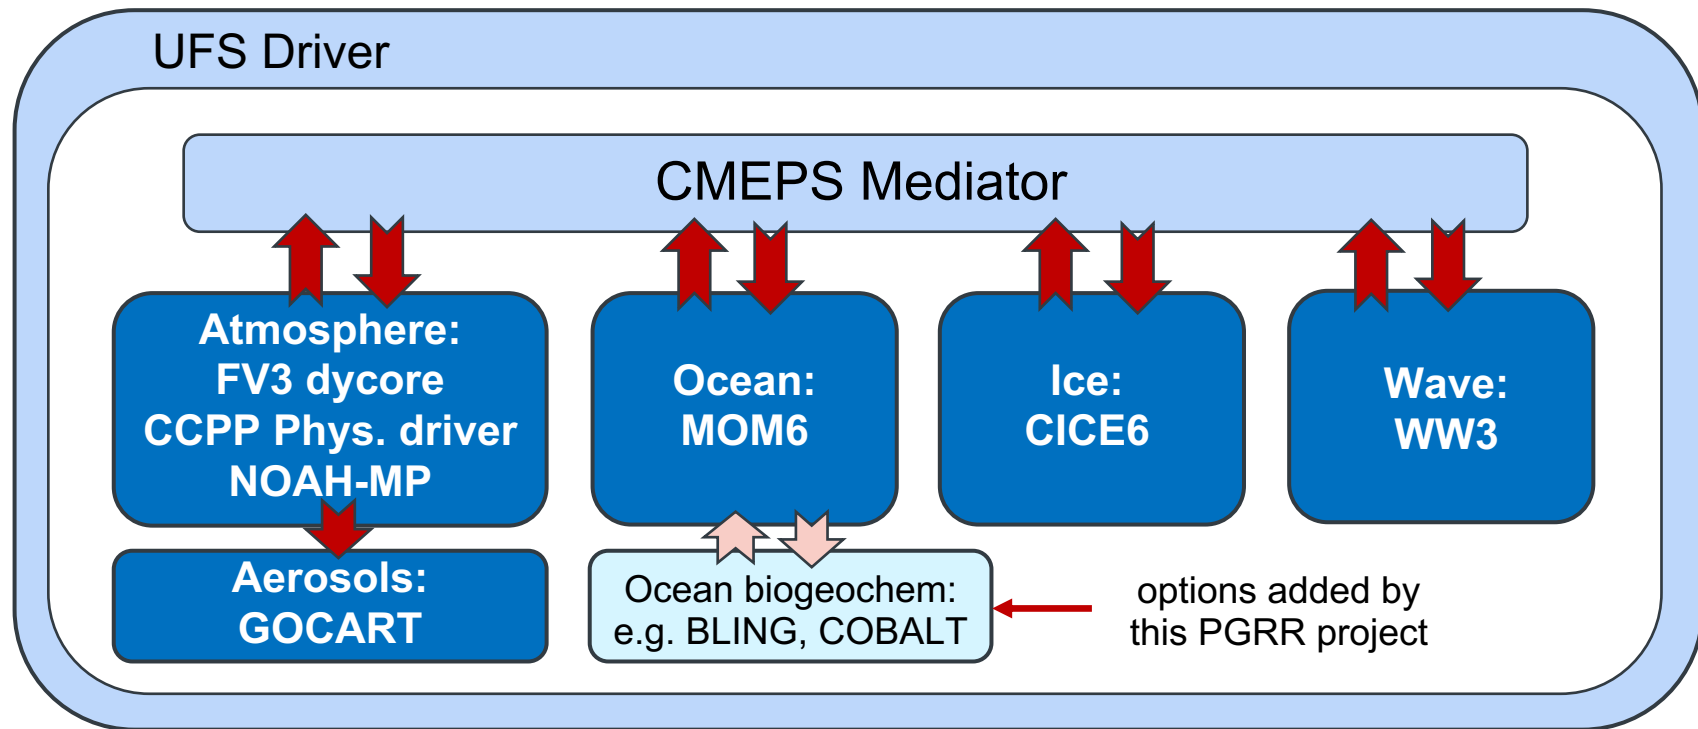 UFS Driver
CMEPS Mediator
Atmosphere:
FV3 dycore
CCPP Phys. driver
NOAH-MP
Ocean:
MOM6
Ice:
CICE6
Wave:
WW3
Aerosols:
GOCART
Ocean biogeochem:
e.g. BLING, COBALT
options added by
this PGRR project